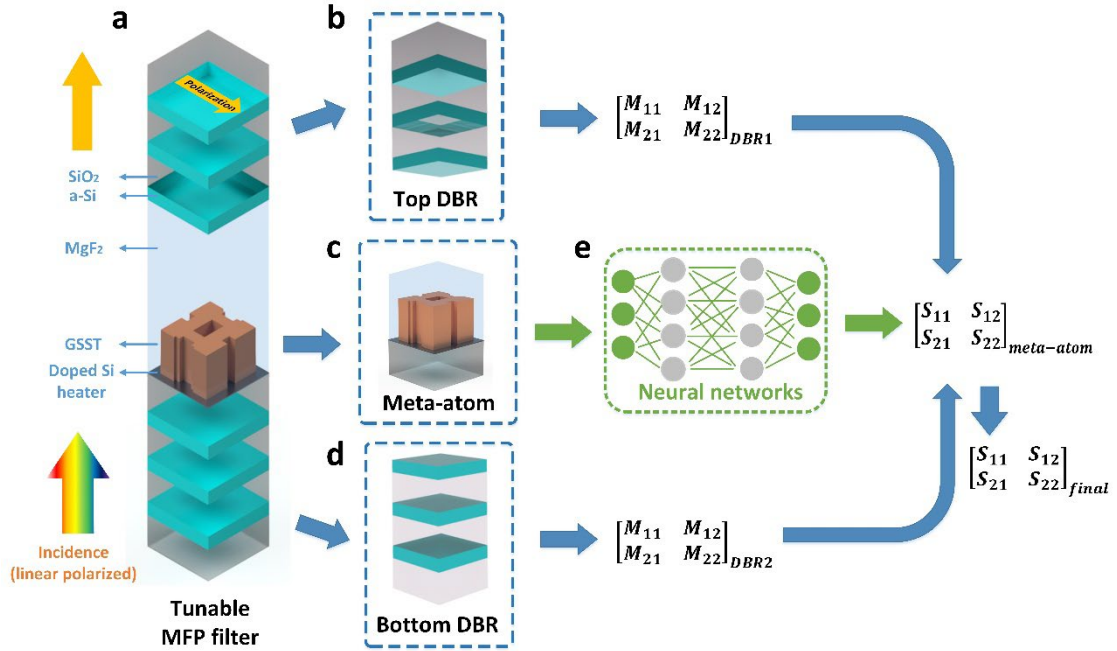 a
Polarization
SiO₂
a-Si
MgF₂
GSST
Doped Si
heater
Incidence
(linear polarized)
Tunable
MFP filter
b
Top DBR
c
Meta-atom
d
Bottom DBR
e
Neural networks
[M₁₁ M₁₂
M₂₁ M₂₂]DBR1
[S₁₁ S₁₂
S₂₁ S₂₂]meta-atom
[S₁₁ S₁₂
S₂₁ S₂₂]final
[M₁₁ M₁₂
M₂₁ M₂₂]DBR2